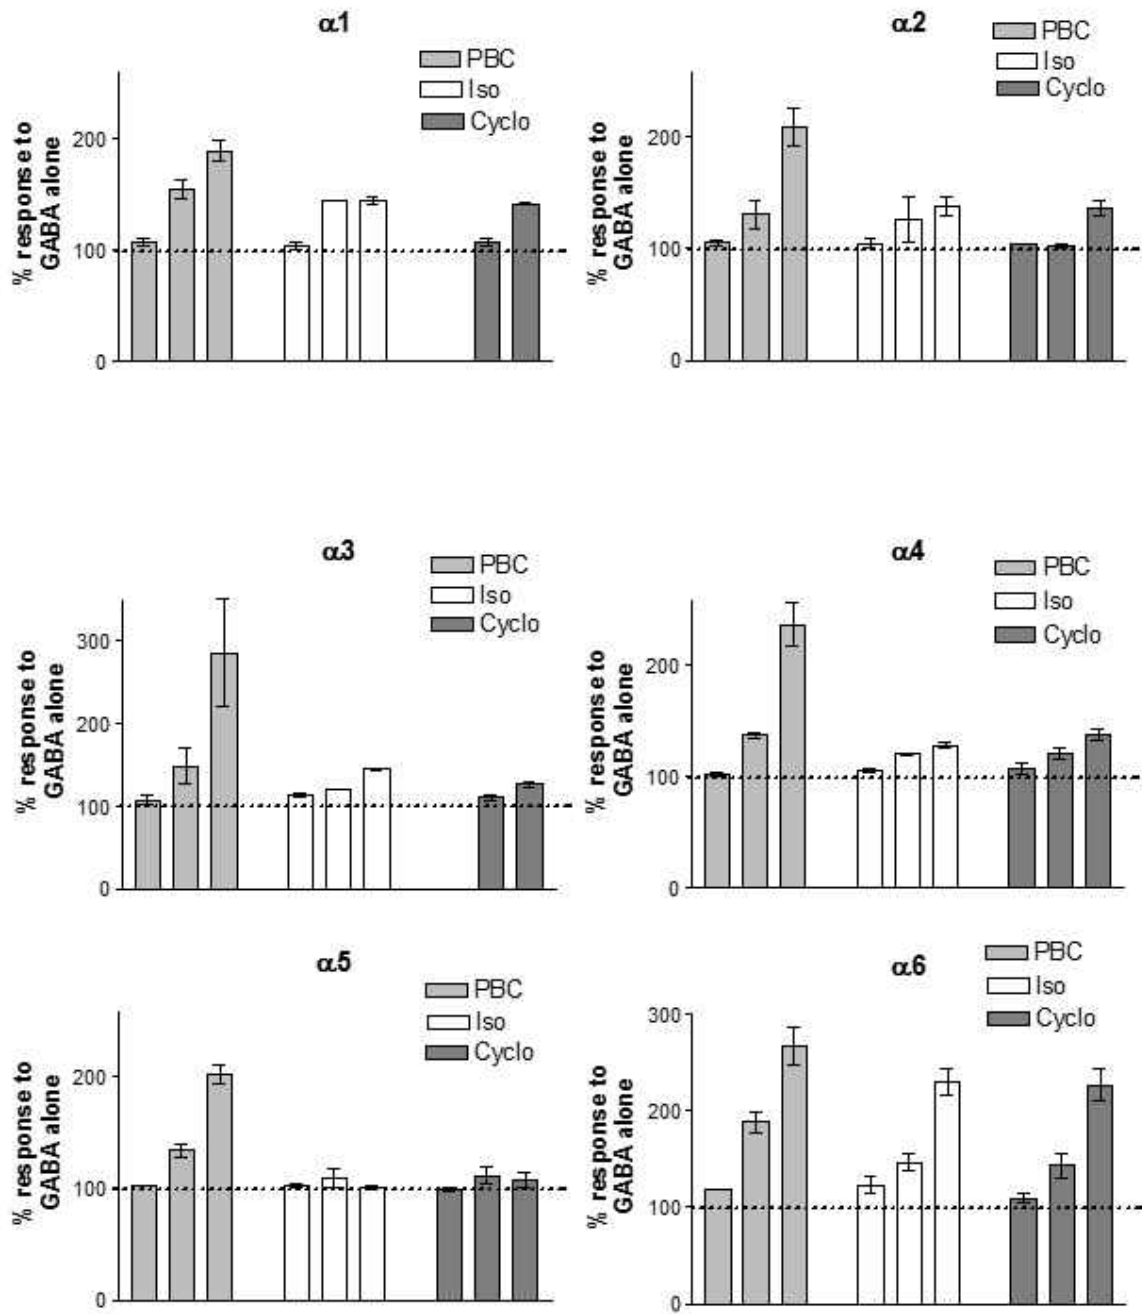 α1
PBC
Iso
Cyclo
% response to
GABA alone
200
100
0
α2
PBC
Iso
Cyclo
% response to
GABA alone
200
100
0
α3
PBC
Iso
Cyclo
% response to
GABA alone
300
200
100
0
α4
PBC
Iso
Cyclo
% response to
GABA alone
200
100
0
α5
PBC
Iso
Cyclo
% response to
GABA alone
200
100
0
α6
PBC
Iso
Cyclo
% response to
GABA alone
300
200
100
0